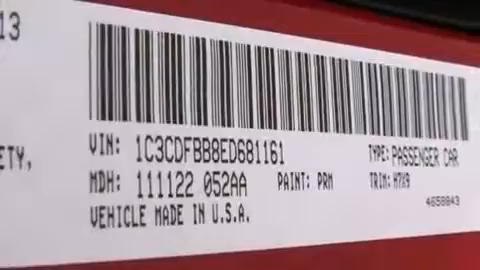 13
VIN: 1C3CDFBB8ED681161 TYPE: PASSENGER CAR
ETY,
MDH: 111122 052AA PAINT: PRM TRIM: H7X9
4658843
VEHICLE MADE IN U.S.A.